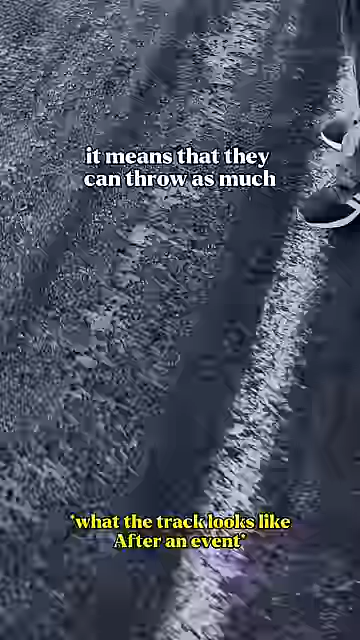 it means that they
can throw as much
*what the track looks like
After an event*